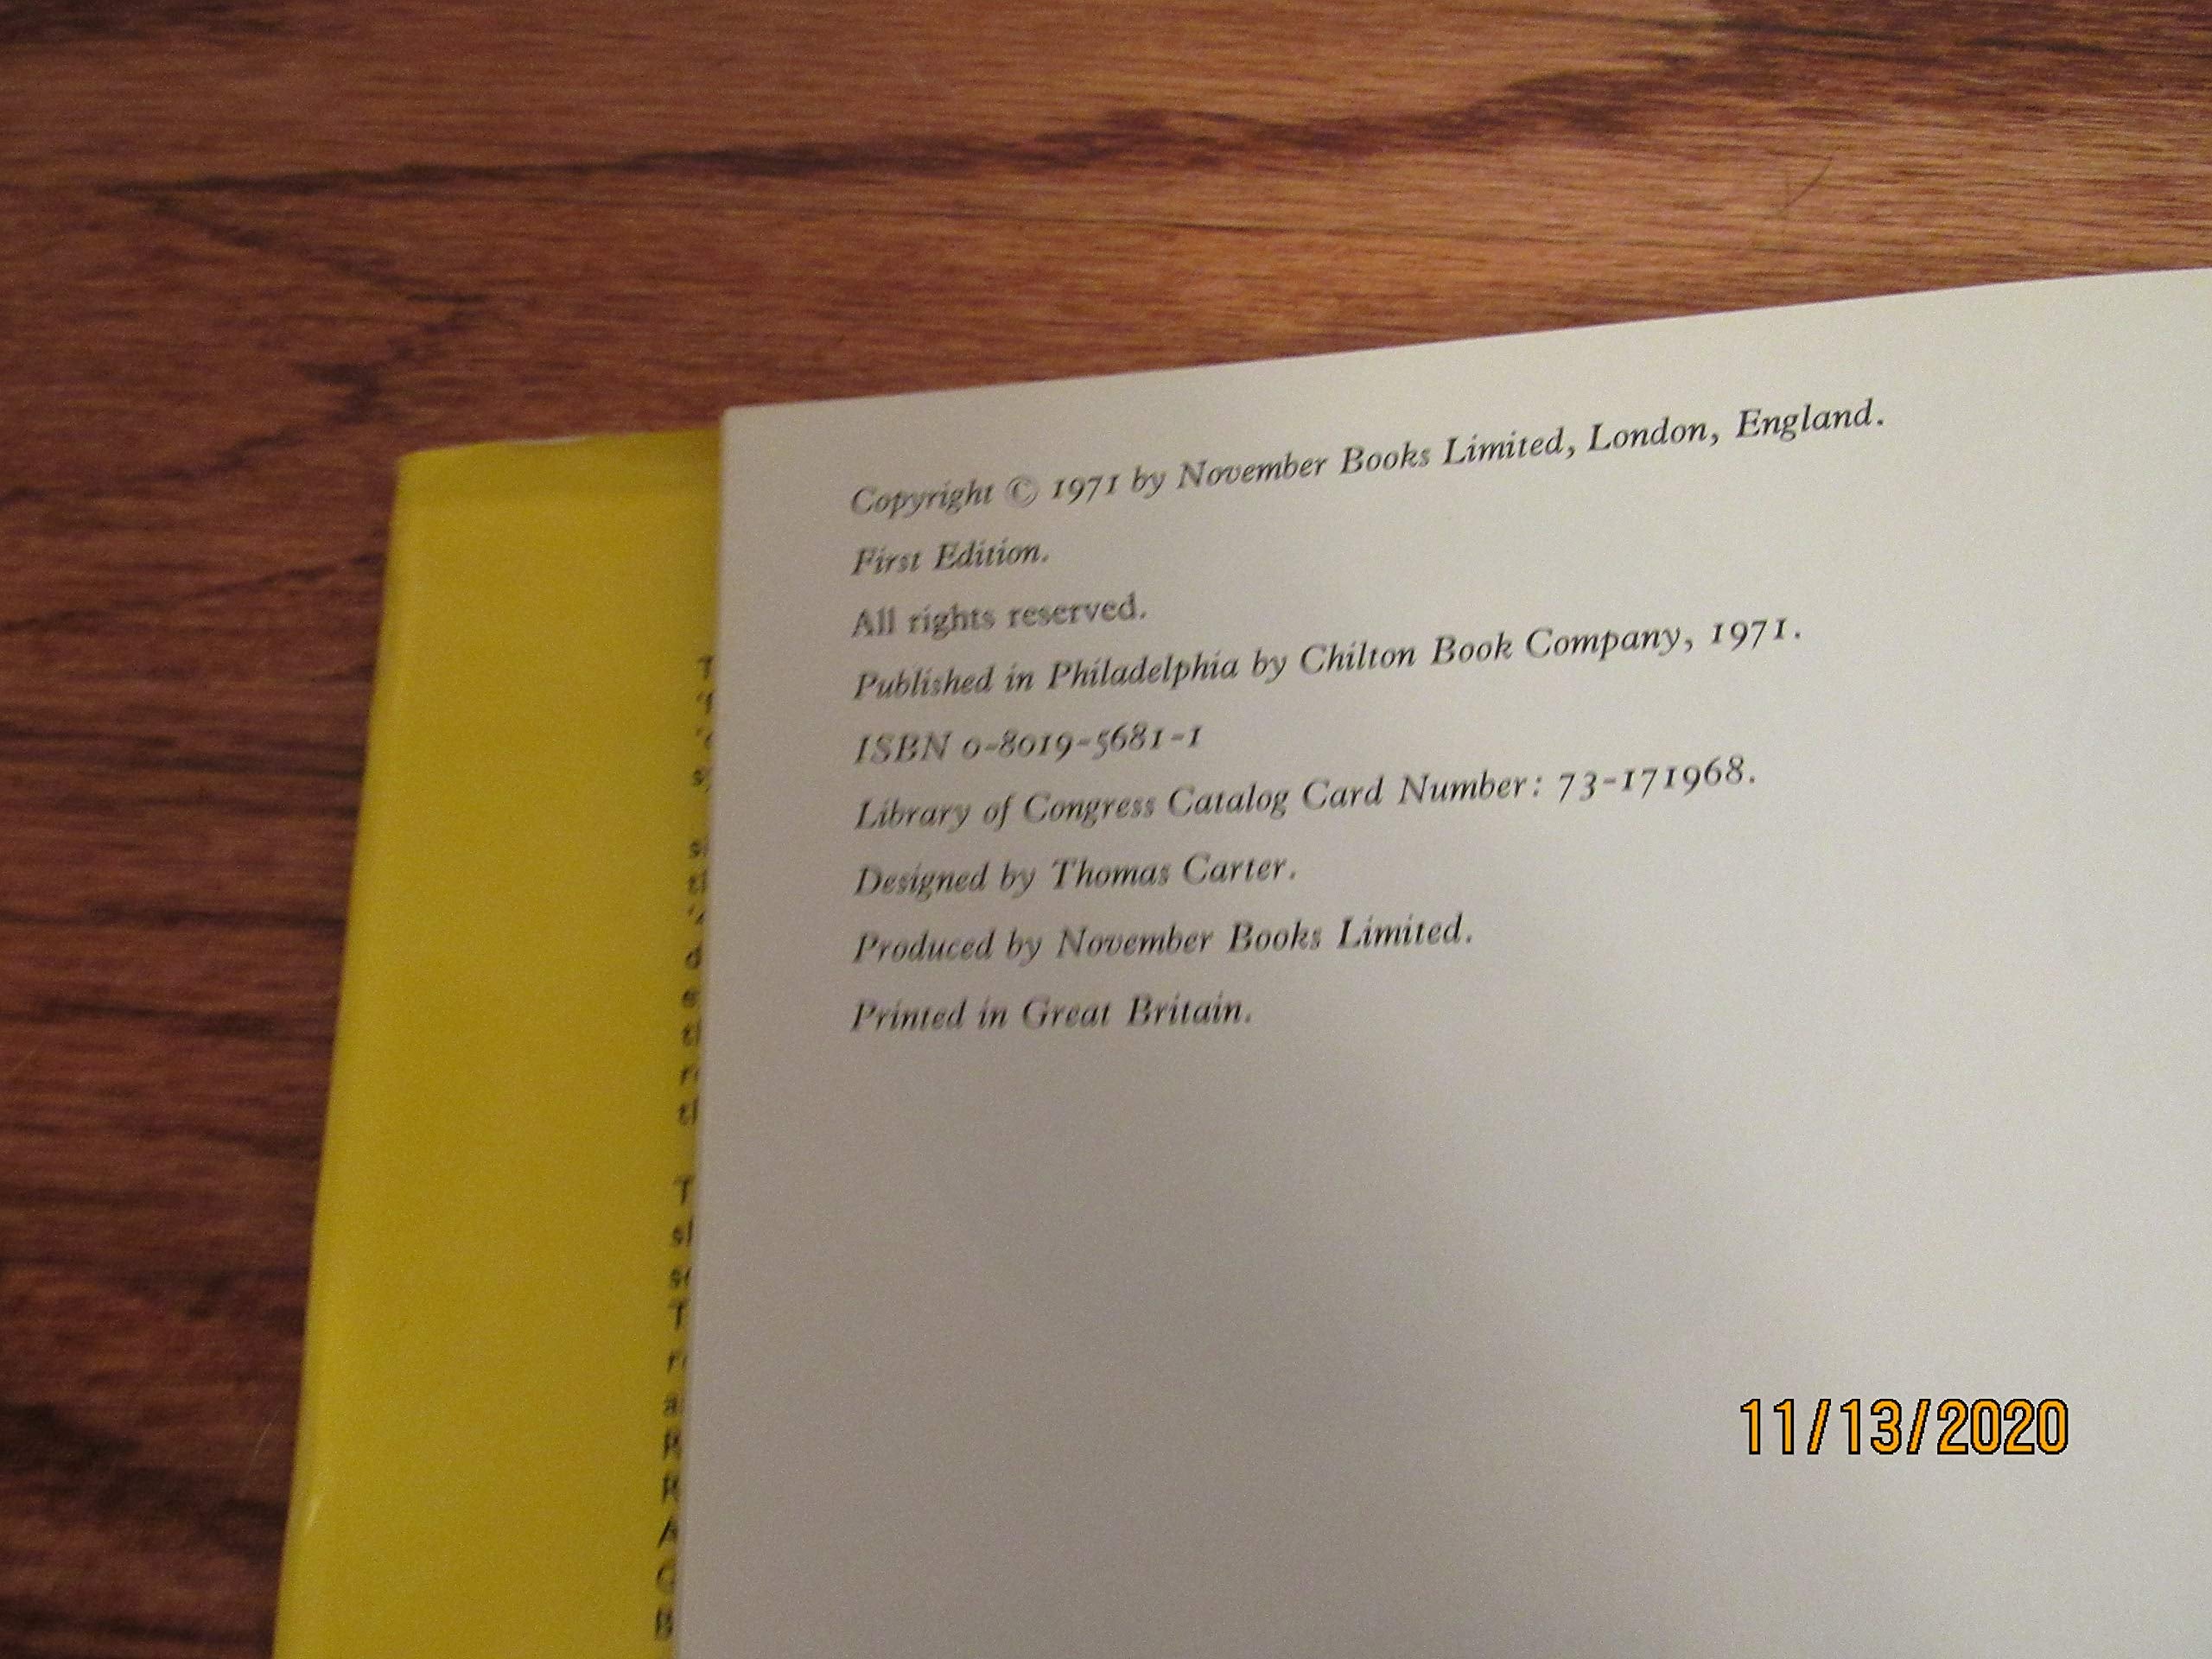 Copyright © 1971 by November Books Limited, London, England.
First Edition.
All rights reserved.
Published in Philadelphia by Chilton Book Company, 1971.
ISBN 0-8019-5681-1
Library of Congress Catalog Card Number: 73-171968.
Designed by Thomas Carter.
Produced by November Books Limited.
Printed in Great Britain.
11/13/2020